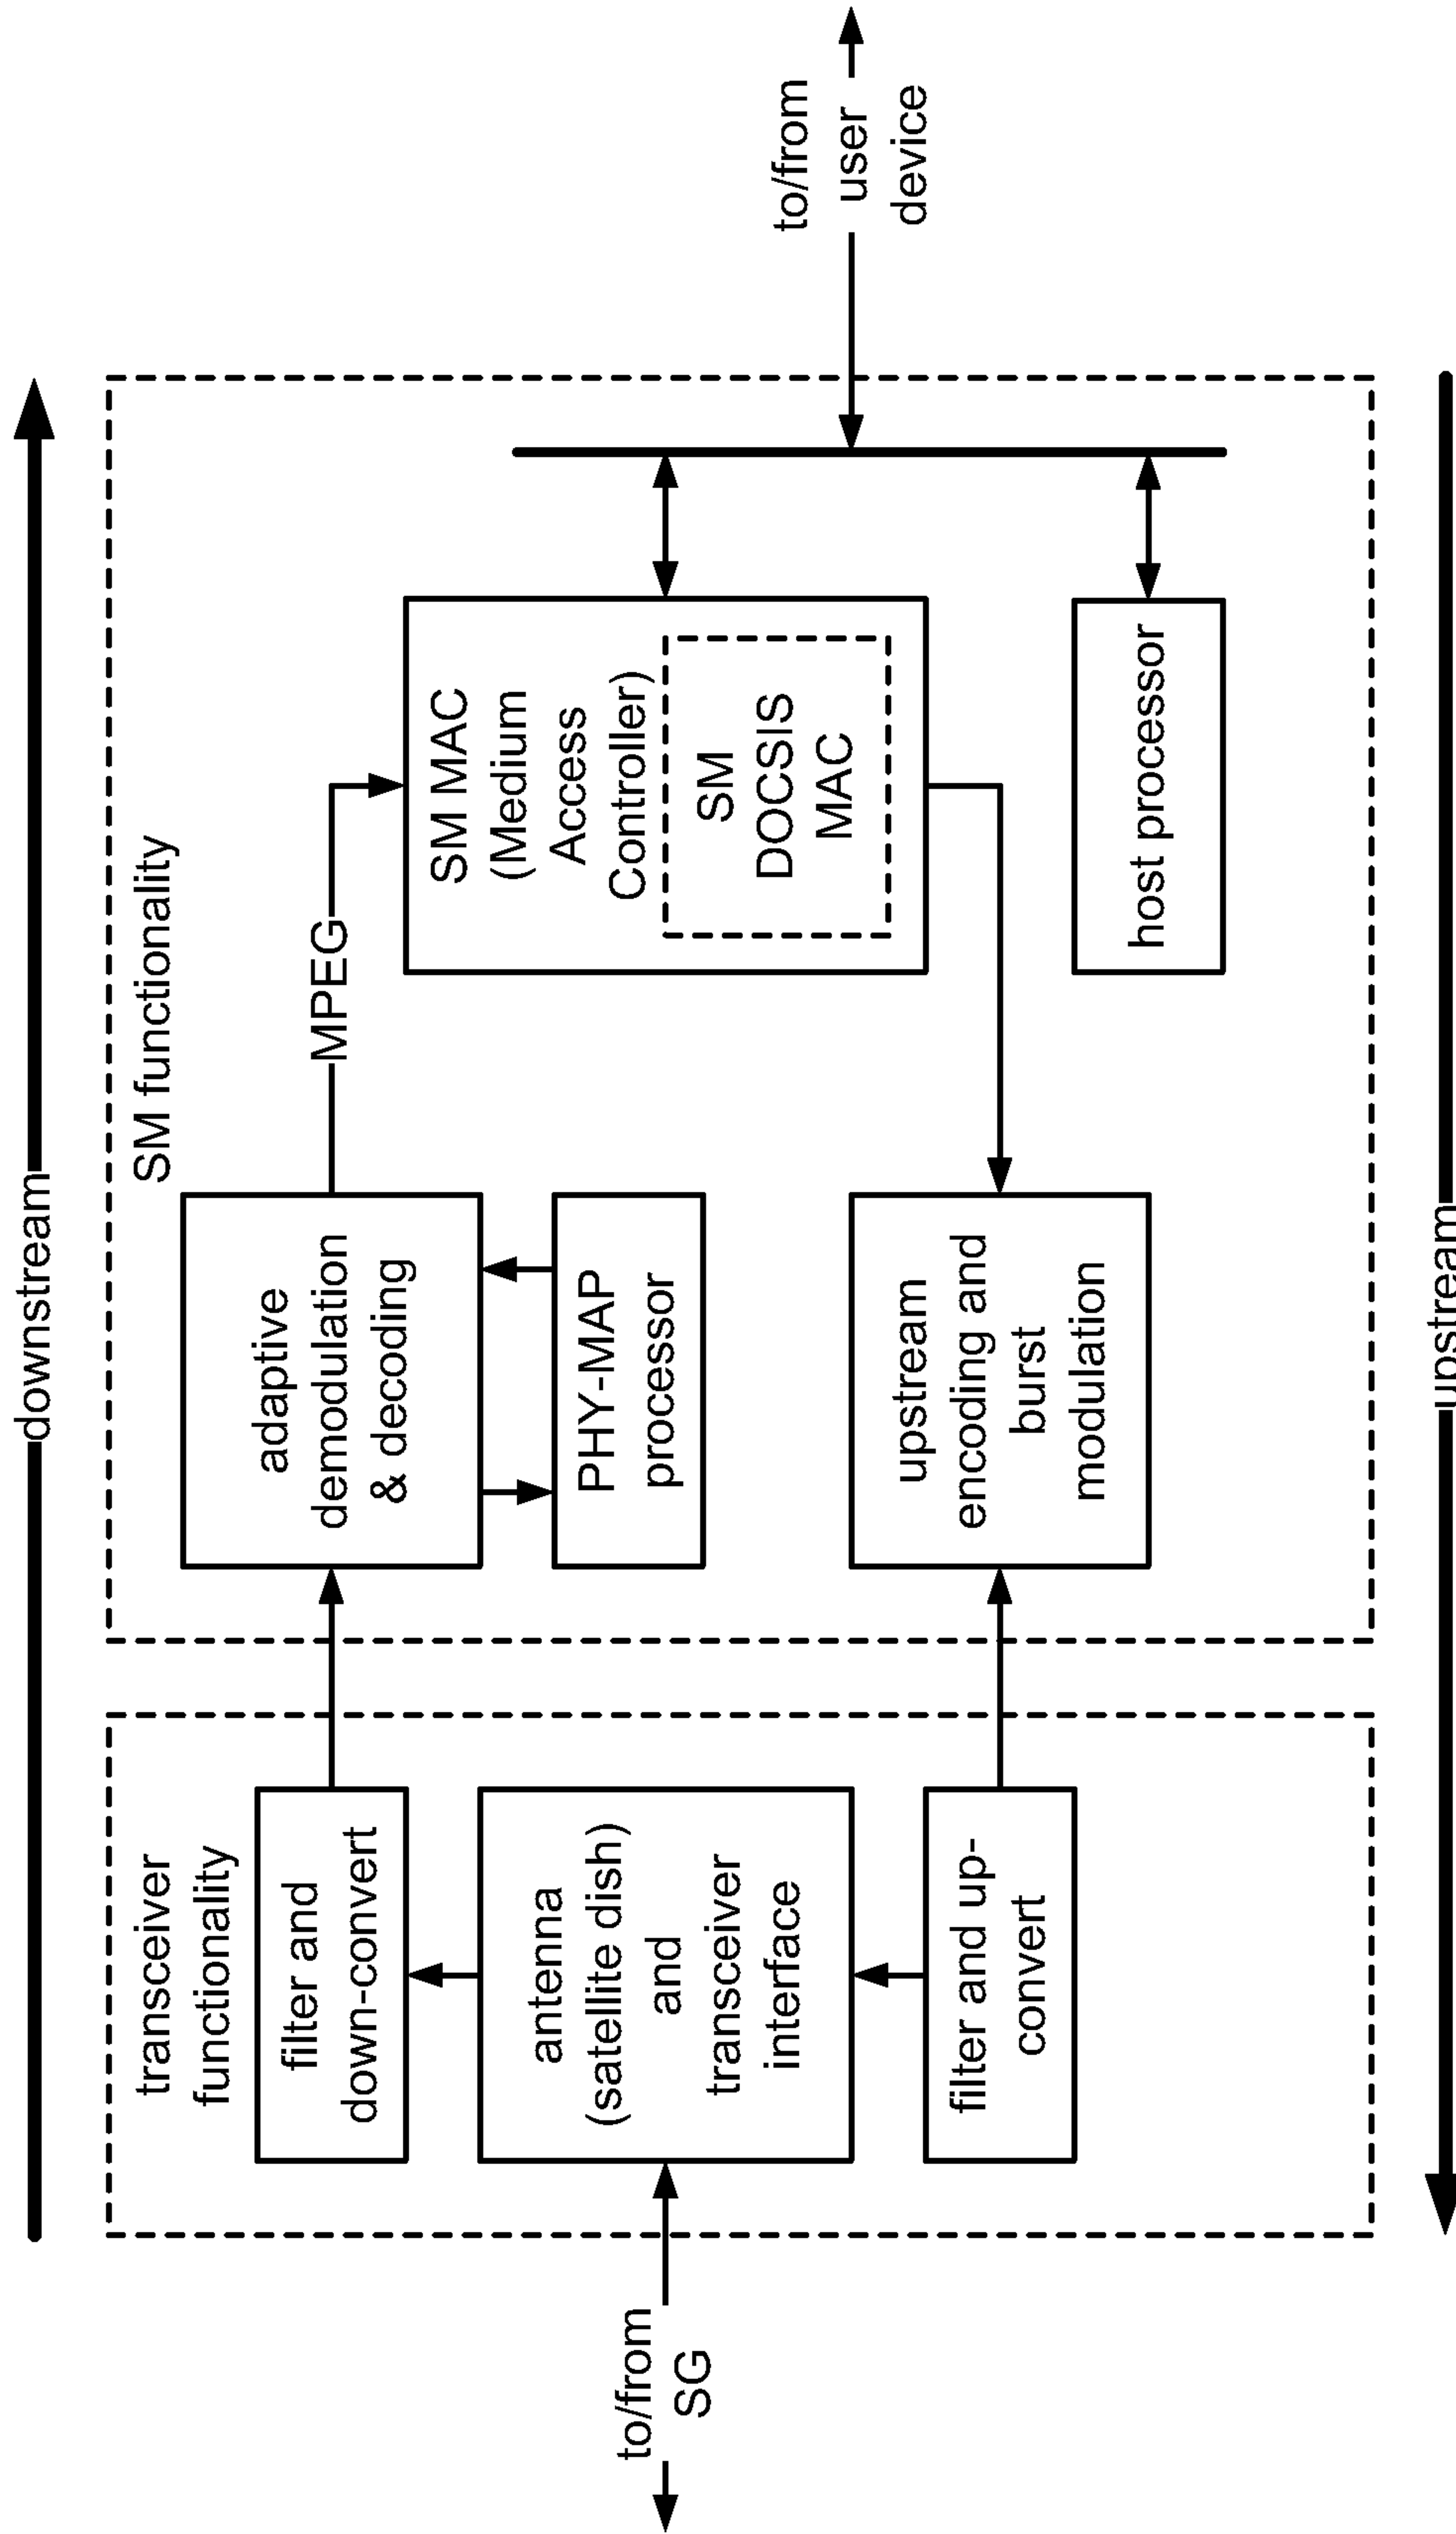 downstream
transceiver
functionality
filter and
down-convert
antenna
(satellite dish)
and
transceiver
interface
filter and up-
convert
to/from
SG
SM functionality
adaptive
demodulation
& decoding
PHY-MAP
processor
MPEG
SM MAC
(Medium
Access
Controller)
SM
DOCSIS
MAC
upstream
encoding and
burst
modulation
host processor
to/from
user
device
upstream